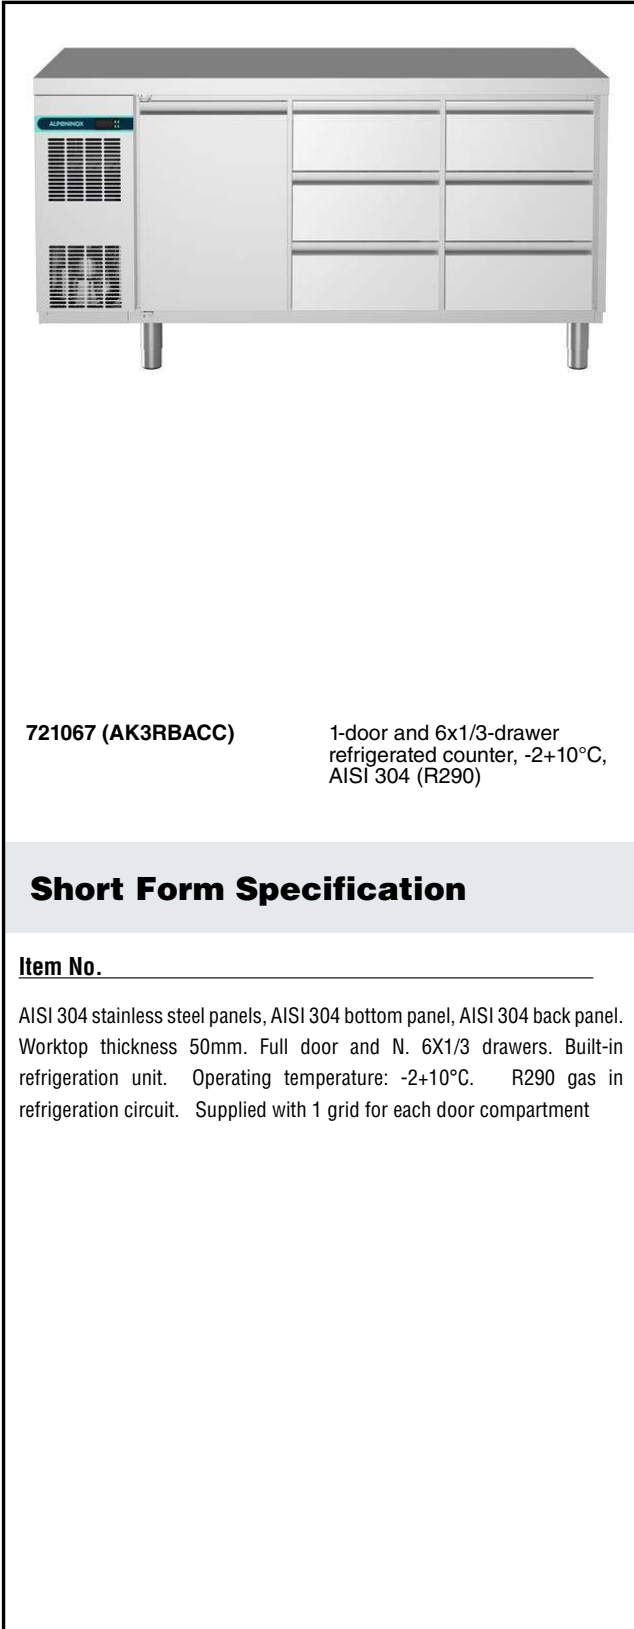 ALPENINOX
721067 (AK3RBACC)
1-door and 6x1/3-drawer
refrigerated counter, -2+10°C,
AISI 304 (R290)
Short Form Specification
Item No.
AISI 304 stainless steel panels, AISI 304 bottom panel, AISI 304 back panel.
Worktop thickness 50mm. Full door and N. 6X1/3 drawers. Built-in
refrigeration unit. Operating temperature: -2+10°C. R290 gas in
refrigeration circuit. Supplied with 1 grid for each door compartment